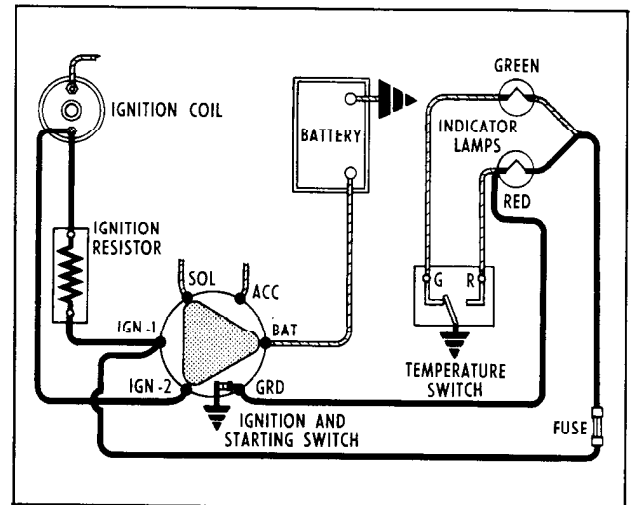 GREEN
IGNITION COIL
BATTERY
INDICATOR
LAMPS
RED
IGNITION
RESISTOR
SOL
ACC
G R
IGN-1
BAT
TEMPERATURE
SWITCH
IGN-2
GRD
IGNITION AND
STARTING SWITCH
FUSE